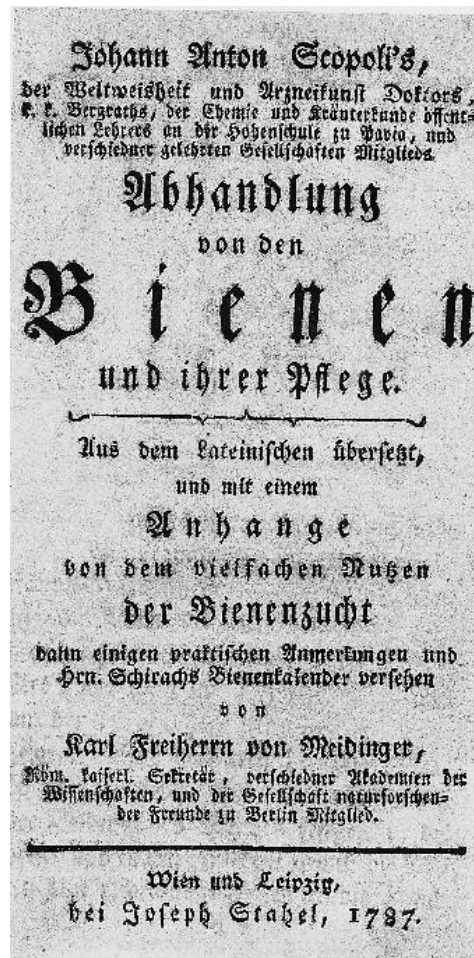 Johann Anton Scopoli's,
der Weltweisheit und Arzneikunst Doktors,
k. k. Bergraths, der Chemie und Kräuterkunde öffent-
lichen Lehrers an der Hohenschule zu Pavia, und
verschiedner gelehrten Gesellschaften Mitglieds
Abhandlung
von den
Bienen
und ihrer Pflege.
Aus dem Lateinischen übersetzt,
und mit einem
Anhange
von dem vielfachen Nutzen
der Bienenzucht
dann einigen praktischen Anmerkungen und
Hrn. Schirachs Bienenkalender versehen
von
Karl Freiherrn von Meidinger,
Röm. kaiserl. Sekretär, verschiedner Akademien der
Wissenschaften, und der Gesellschaft naturforschen-
der Freunde zu Berlin Mitglied.
Wien und Leipzig,
bei Joseph Stahel, 1787.